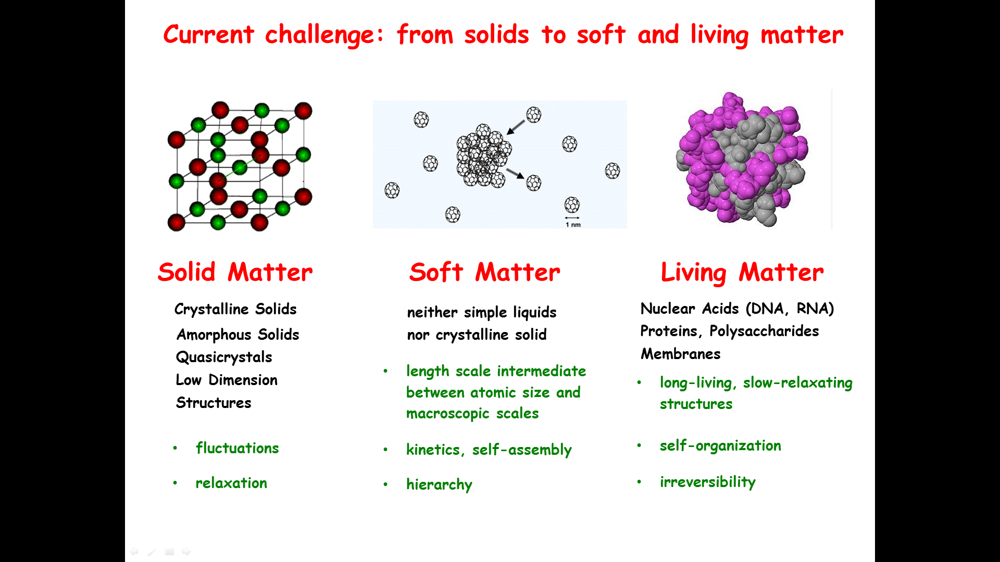 Current challenge: from solids to soft and living matter
1 nm
Solid Matter
Crystalline Solids
Amorphous Solids
Quasicrystals
Low Dimension
Structures
• fluctuations
• relaxation
Soft Matter
neither simple liquids
nor crystalline solid
• length scale intermediate
between atomic size and
macroscopic scales
• kinetics, self-assembly
• hierarchy
Living Matter
Nuclear Acids (DNA, RNA)
Proteins, Polysaccharides
Membranes
• long-living, slow-relaxating
structures
• self-organization
• irreversibility